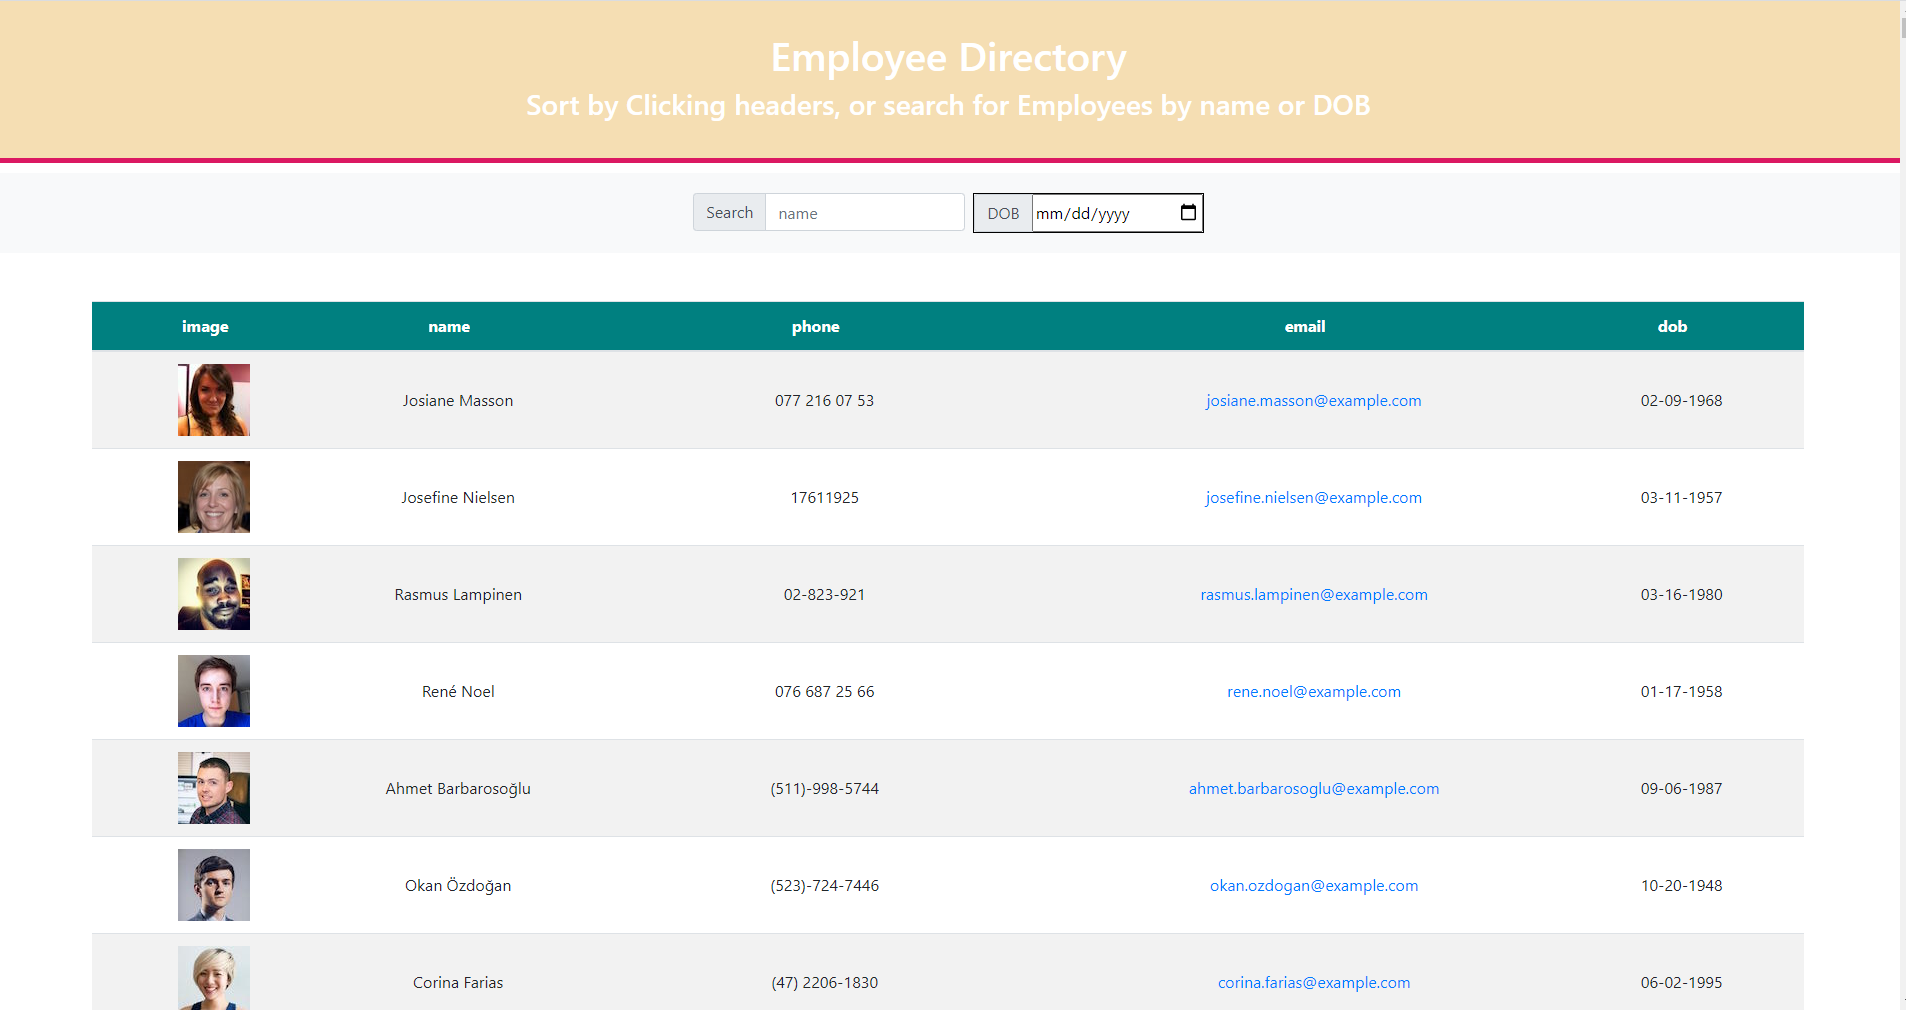 Employee Directory
Sort by Clicking headers, or search for Employees by name or DOB
Search name DOB mm/dd/yyyy
image name phone email dob
Josiane Masson 077 216 07 53 josiane.masson@example.com 02-09-1968
Josefine Nielsen 17611925 josefine.nielsen@example.com 03-11-1957
Rasmus Lampinen 02-823-921 rasmus.lampinen@example.com 03-16-1980
René Noel 076 687 25 66 rene.noel@example.com 01-17-1958
Ahmet Barbarosoğlu (511)-998-5744 ahmet.barbarosoglu@example.com 09-06-1987
Okan Özdoğan (523)-724-7446 okan.ozdogan@example.com 10-20-1948
Corina Farias (47) 2206-1830 corina.farias@example.com 06-02-1995